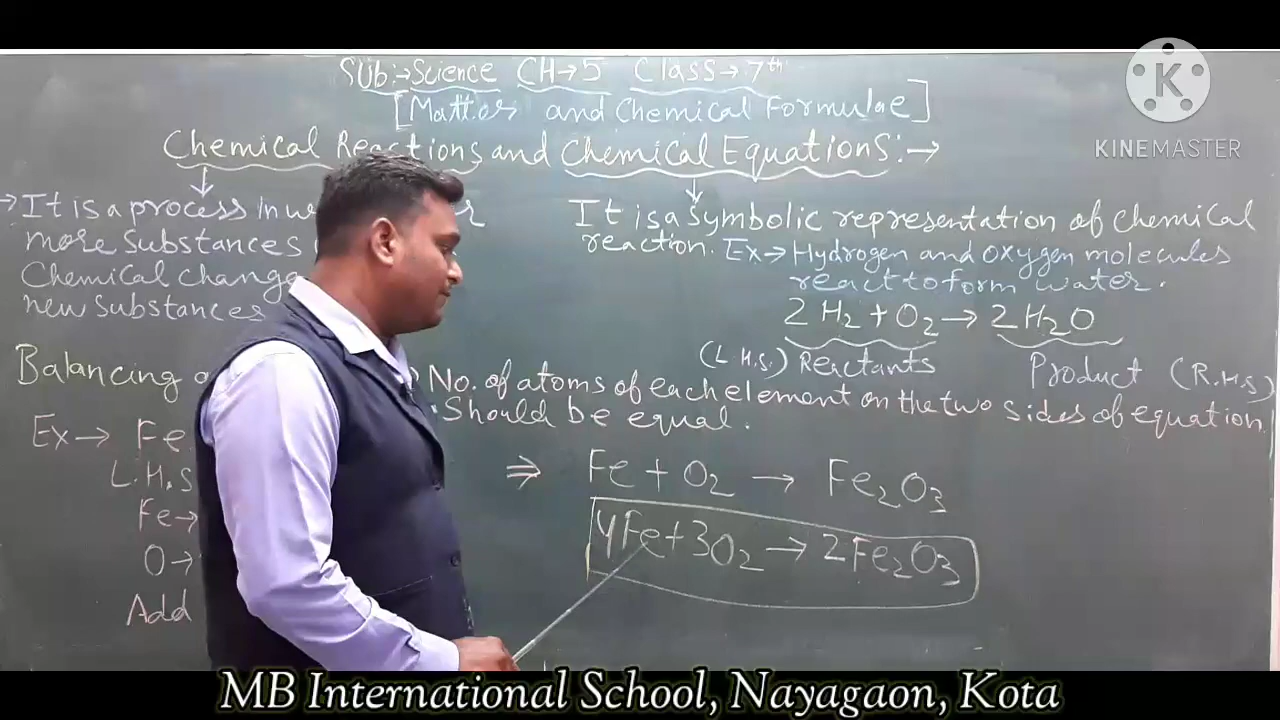 Sub:- Science CH→5 Class→7th
[Matter and Chemical Formulae]
KINEMASTER
Chemical Reactions and Chemical Equations:→
→ It is a process in
more substances
Chemical change
new substances
It is a symbolic representation of chemical
reaction. Ex→ Hydrogen and oxygen molecules
react to form water.
2H₂ + O₂ → 2H₂O
(L.H.S.) Reactants Product (R.H.S)
Balancing
No. of atoms of each element on the two sides of equation
should be equal.
Ex→ Fe
L.H.S
Fe→
O→
Add
⇒ Fe + O₂ → Fe₂O₃
4Fe + 3O₂ → 2Fe₂O₃
MB International School, Nayagaon, Kota